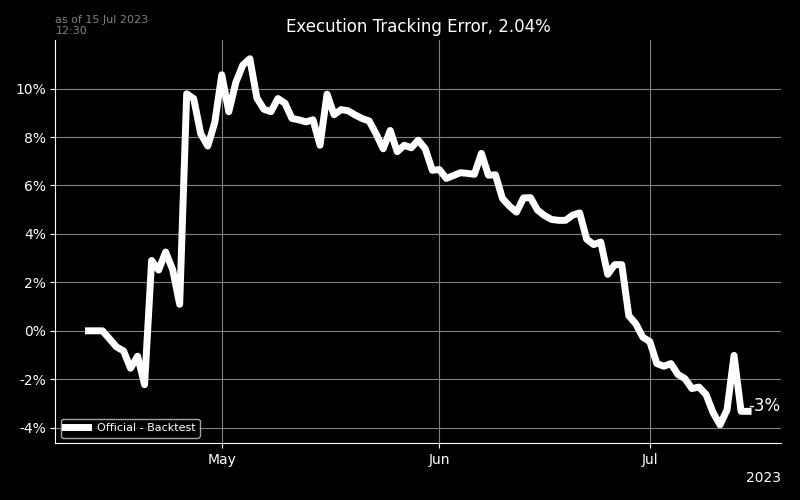 as of 15 Jul 2023
12:30
Execution Tracking Error, 2.04%
10%
8%
6%
4%
2%
0%
-2%
-4%
-3%
Official - Backtest
May
Jun
Jul
2023